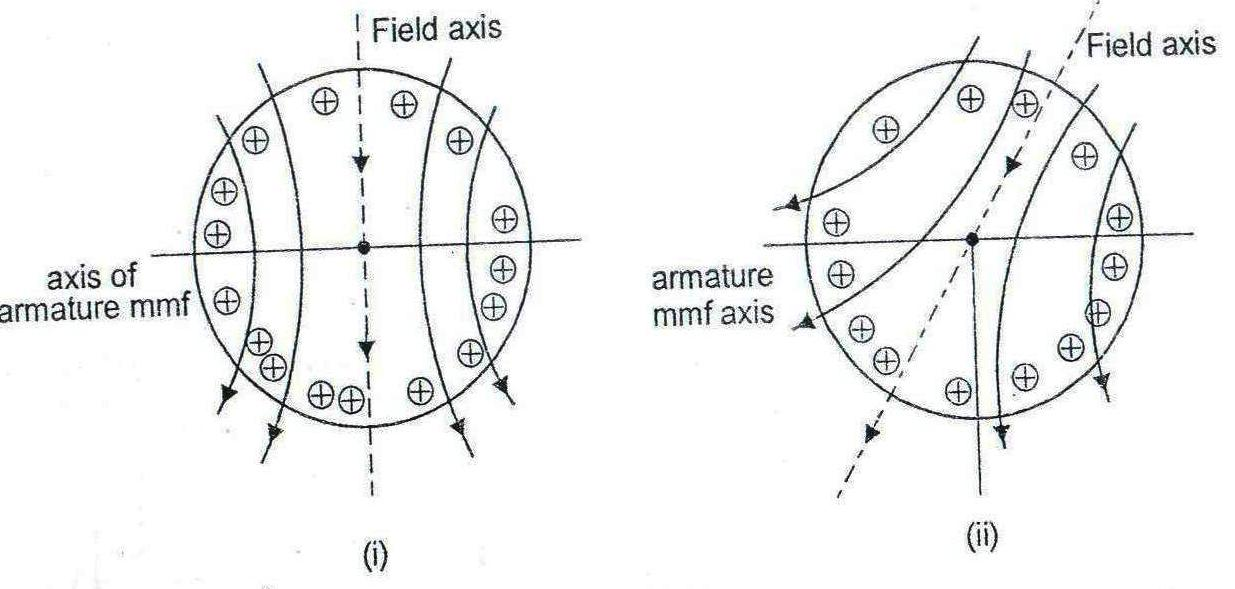 Field axis
axis of
armature mmf
(i)
Field axis
armature
mmf axis
(ii)